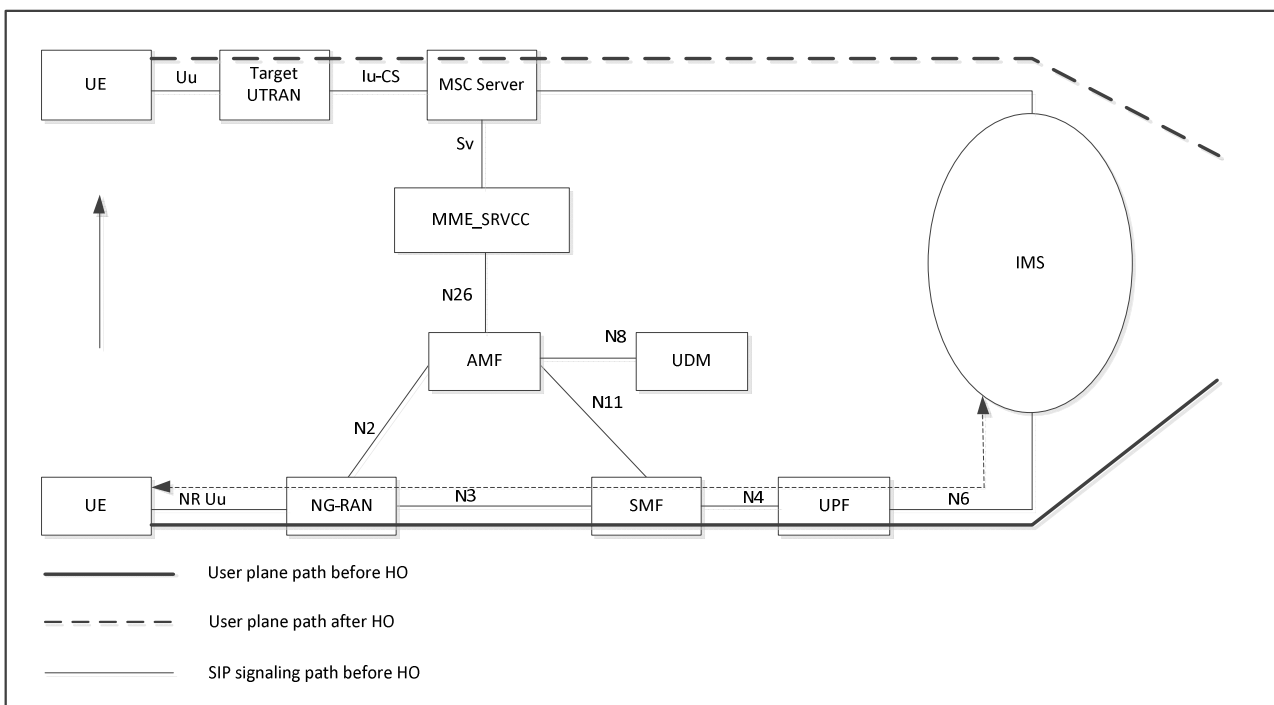 UE
Uu
Target
UTRAN
Iu-CS
MSC Server
Sv
MME_SRVCC
IMS
N26
AMF
N8
UDM
N11
N2
UE
NR Uu
NG-RAN
N3
SMF
N4
UPF
N6
User plane path before HO
User plane path after HO
SIP signaling path before HO